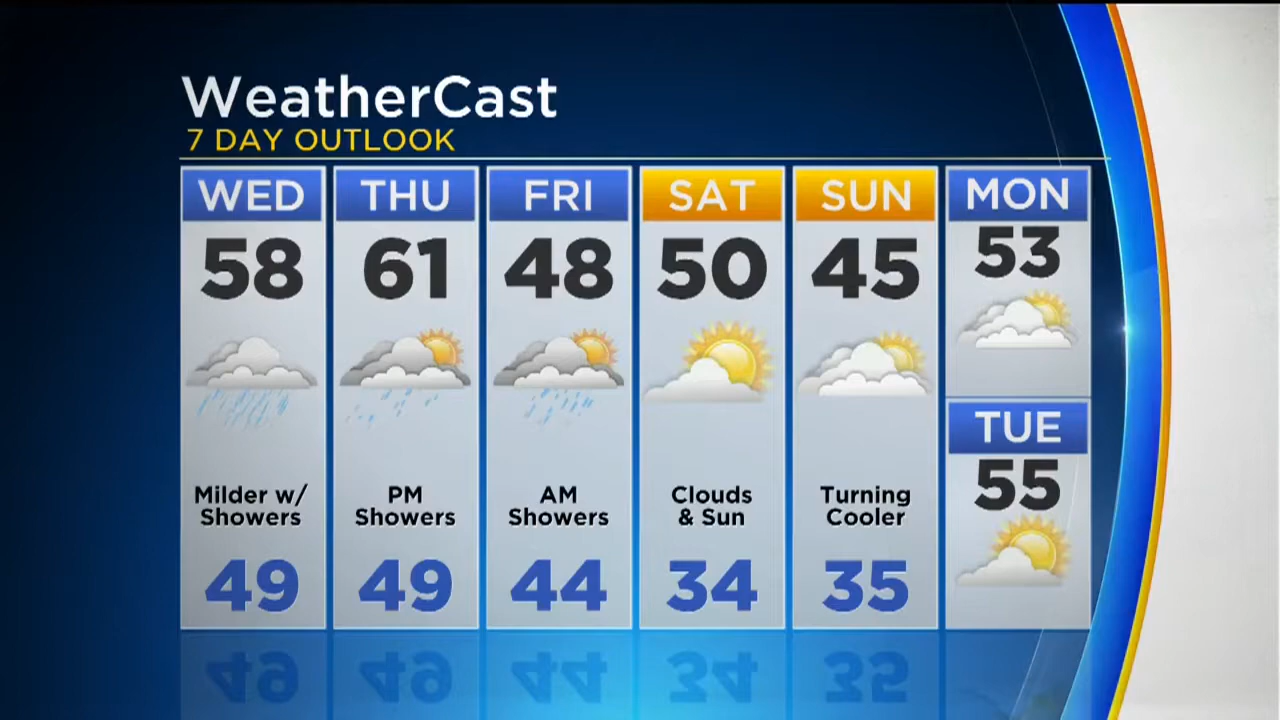 WeatherCast
7 DAY OUTLOOK
WED
58
Milder w/
Showers
49
THU
61
PM
Showers
49
FRI
48
AM
Showers
44
SAT
50
Clouds
& Sun
34
SUN
45
Turning
Cooler
35
MON
53
TUE
55